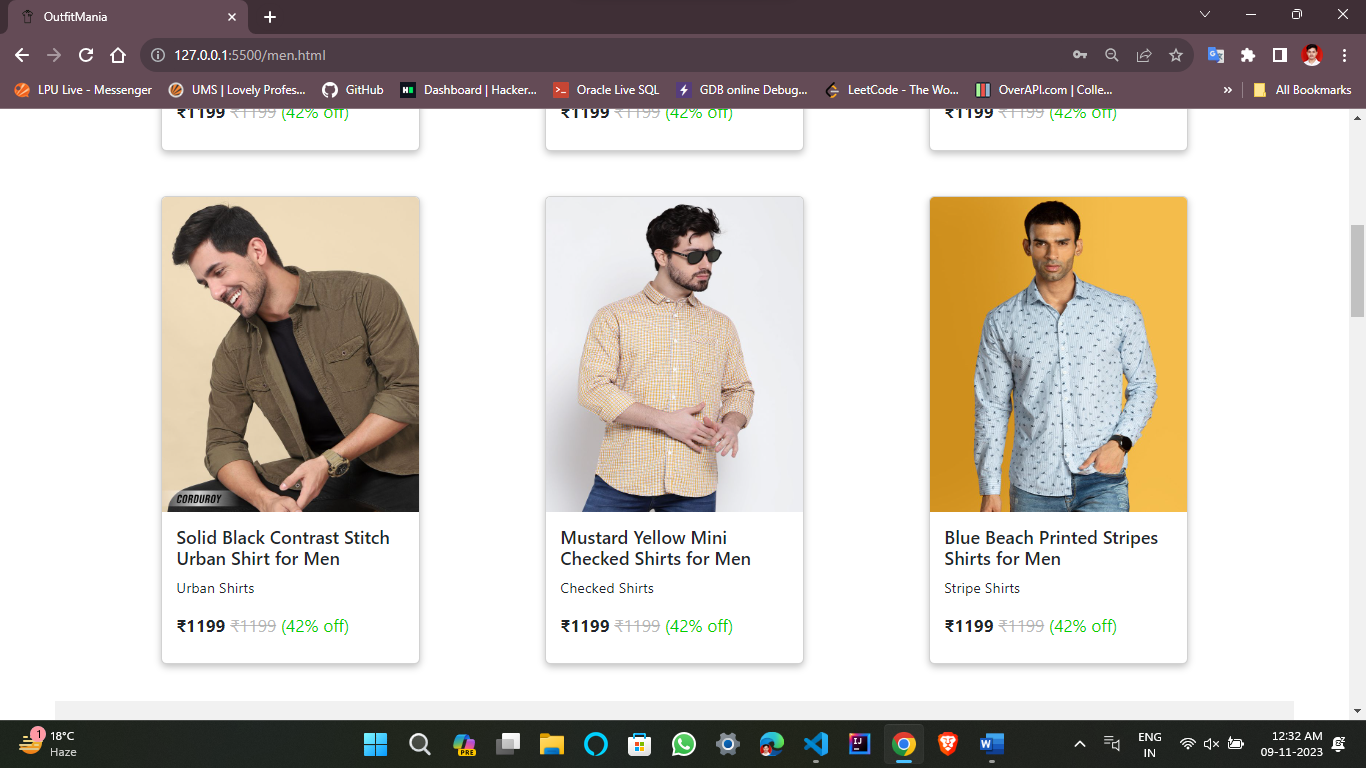 OutfitMania
127.0.0.1:5500/men.html
LPU Live - Messenger
UMS | Lovely Profes...
GitHub
Dashboard | Hacker...
Oracle Live SQL
GDB online Debug...
LeetCode - The Wo...
OverAPI.com | Colle...
»
All Bookmarks
₹1199 ₹1199 (42% off)
₹1199 ₹1199 (42% off)
₹1199 ₹1199 (42% off)
CORDUROY
Solid Black Contrast Stitch
Urban Shirt for Men
Urban Shirts
₹1199 ₹1199 (42% off)
Mustard Yellow Mini
Checked Shirts for Men
Checked Shirts
₹1199 ₹1199 (42% off)
Blue Beach Printed Stripes
Shirts for Men
Stripe Shirts
₹1199 ₹1199 (42% off)
1
18°C
Haze
PRE
ENG
IN
12:32 AM
09-11-2023